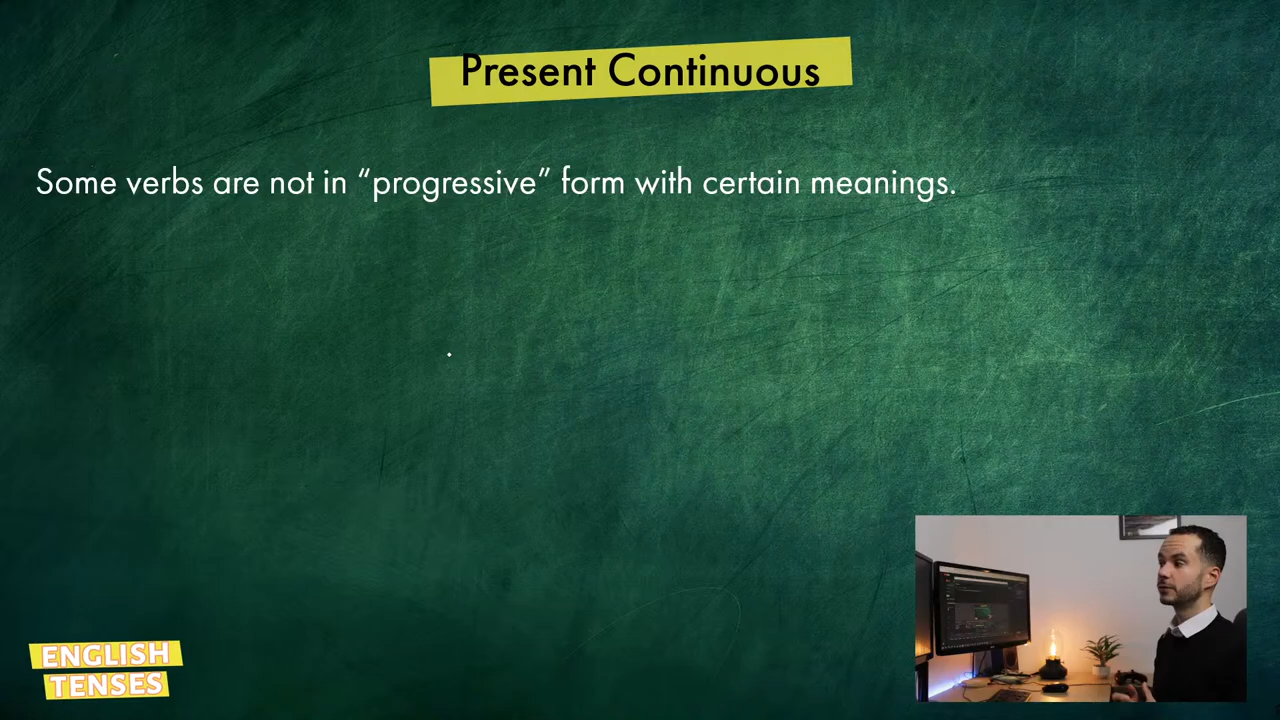 Present Continuous
Some verbs are not in “progressive” form with certain meanings.
ENGLISH
TENSES